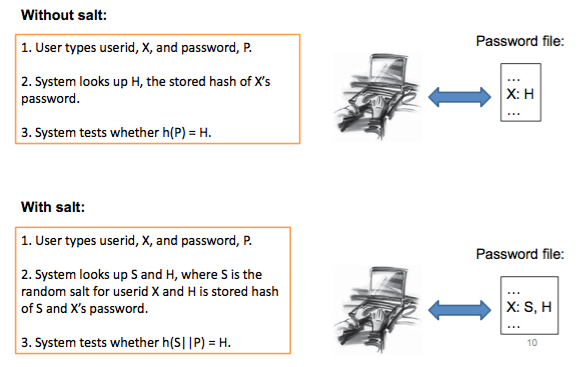 Without salt:
1. User types userid, X, and password, P.
2. System looks up H, the stored hash of X's
password.
3. System tests whether h(P) = H.
Password file:
...
X: H
...
With salt:
1. User types userid, X, and password, P.
2. System looks up S and H, where S is the
random salt for userid X and H is stored hash
of S and X's password.
3. System tests whether h(S||P) = H.
Password file:
...
X: S, H
...
10